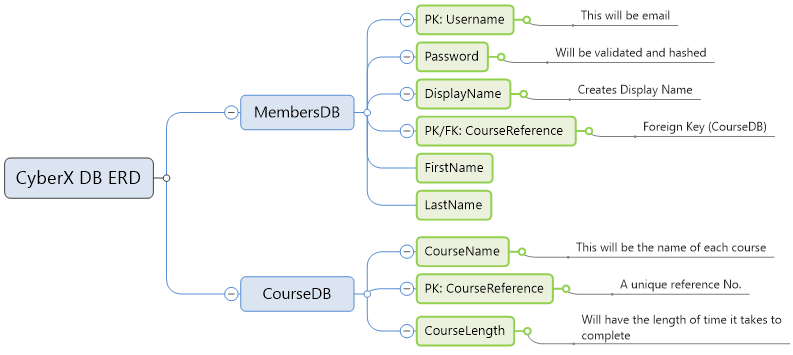 CyberX DB ERD
MembersDB
PK: Username
This will be email
Password
Will be validated and hashed
DisplayName
Creates Display Name
PK/FK: CourseReference
Foreign Key (CourseDB)
FirstName
LastName
CourseDB
CourseName
This will be the name of each course
PK: CourseReference
A unique reference No.
CourseLength
Will have the length of time it takes to
complete